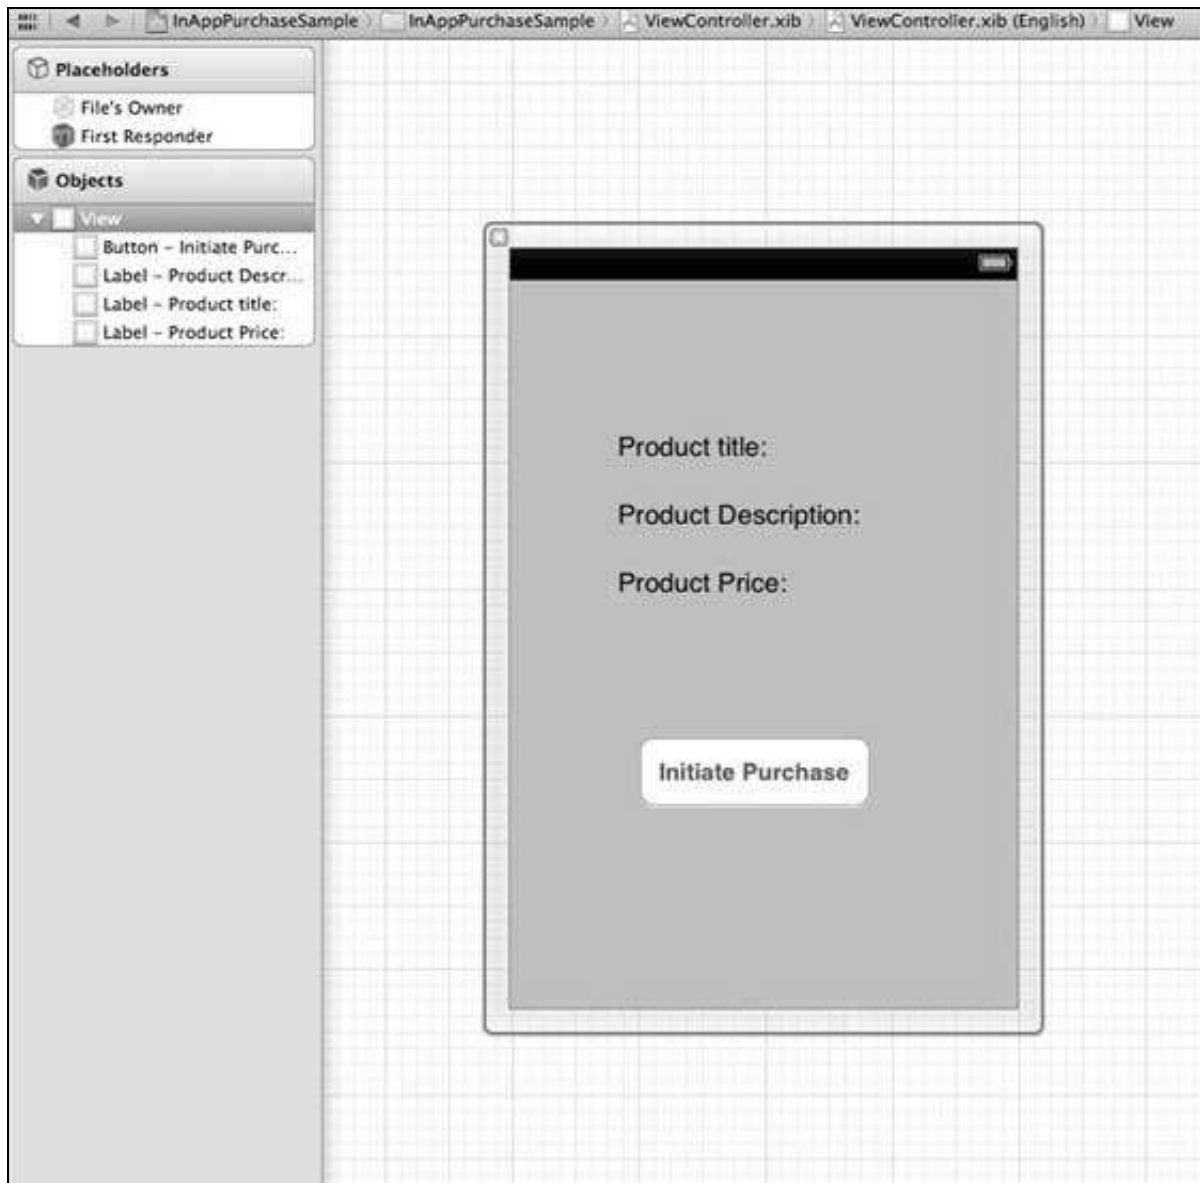 InAppPurchaseSample InAppPurchaseSample ViewController.xib ViewController.xib (English) View
Placeholders
File's Owner
First Responder
Objects
View
Button – Initiate Purc...
Label – Product Descr...
Label – Product title:
Label – Product Price:
Product title:
Product Description:
Product Price:
Initiate Purchase